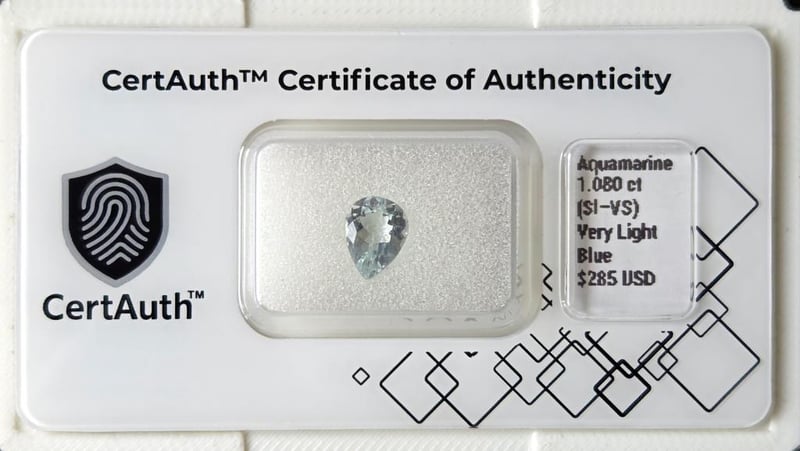 CertAuth™ Certificate of Authenticity
CertAuth™
Aquamarine
1.080 ct
(SI-VS)
Very Light
Blue
$285 USD